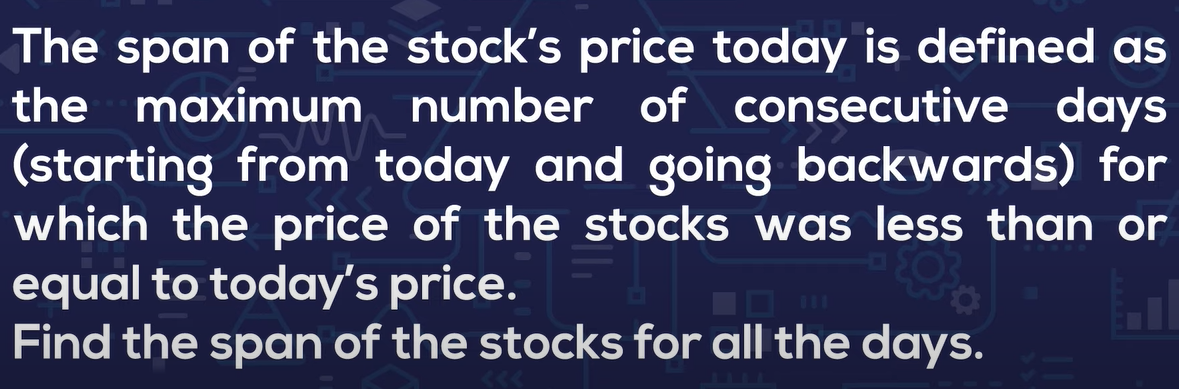 The span of the stock's price today is defined as
the maximum number of consecutive days
(starting from today and going backwards) for
which the price of the stocks was less than or
equal to today's price.
Find the span of the stocks for all the days.